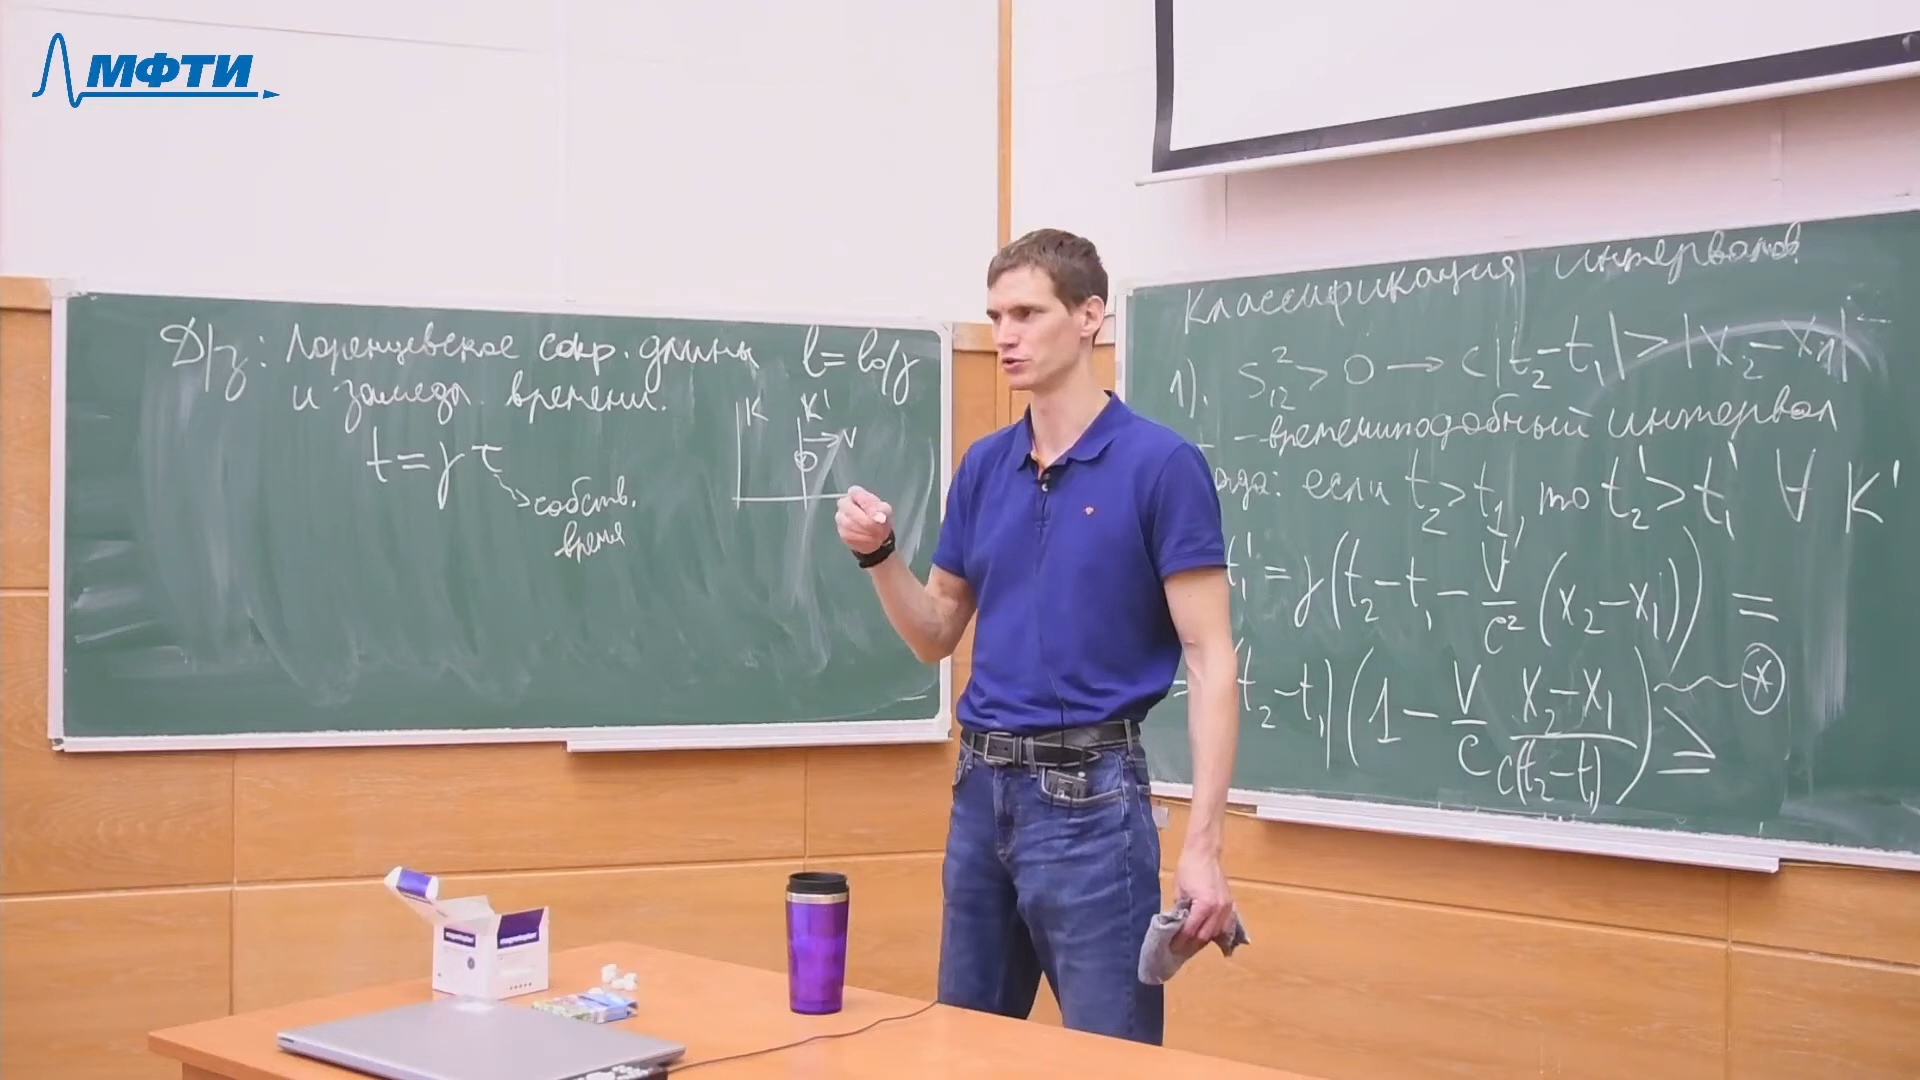 МФТИ
Д/з: Лоренцевское сокр. длины l = l₀/γ
и замедл. времени.
t = γ τ
собств.
время
K K'
V
Классификация интервалов
1). S₁₂² > 0 → c|t₂-t₁| > |x₂-x₁|
- времениподобный интервал
если t₂ > t₁, то t₂' > t₁' ∀ K'
t₁' = γ(t₂-t₁ - V/c² (x₂-x₁)) =
= t₂-t₁)(1 - V/c (x₂-x₁)/(c(t₂-t₁))) ≥ *